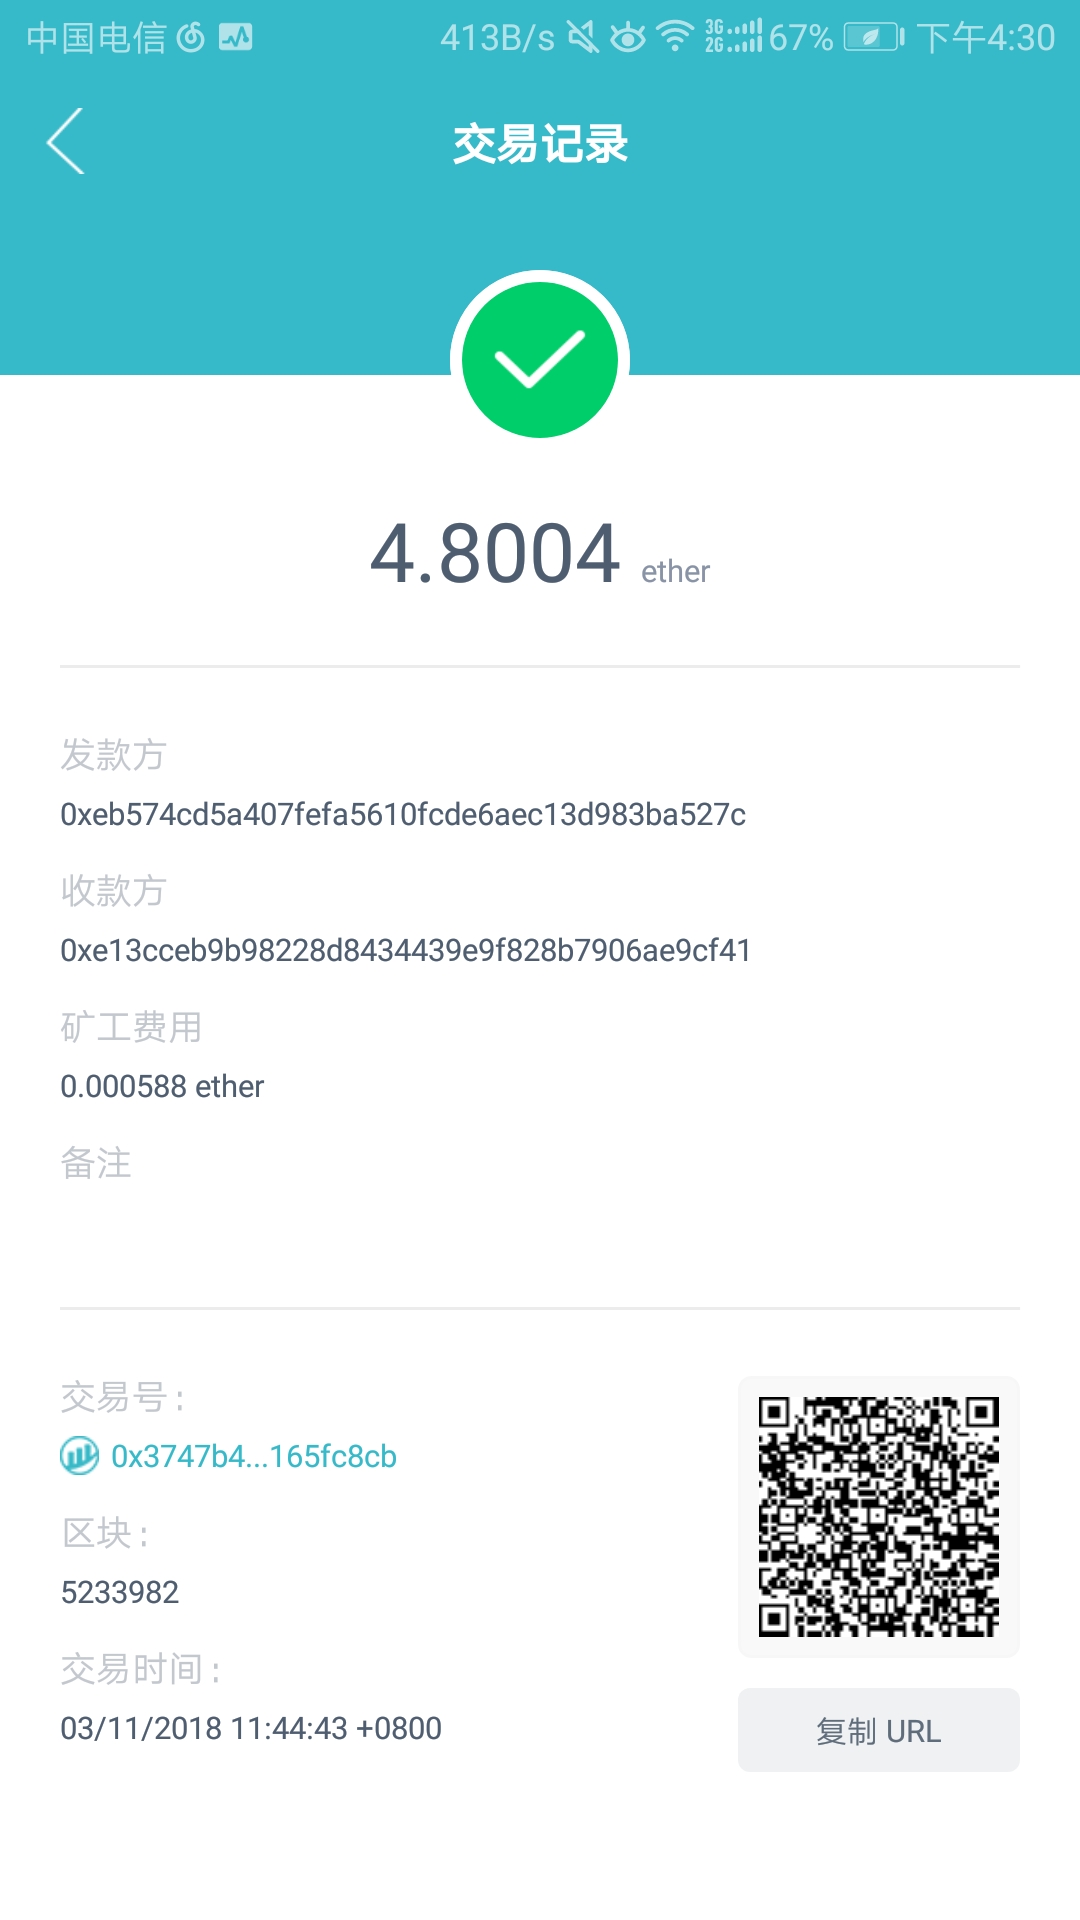 中国电信 413B/s 3G 2G 67% 下午4:30
交易记录
4.8004 ether
发款方
0xeb574cd5a407fefa5610fcde6aec13d983ba527c
收款方
0xe13cceb9b98228d8434439e9f828b7906ae9cf41
矿工费用
0.000588 ether
备注
交易号:
0x3747b4...165fc8cb
区块:
5233982
交易时间:
03/11/2018 11:44:43 +0800
复制 URL